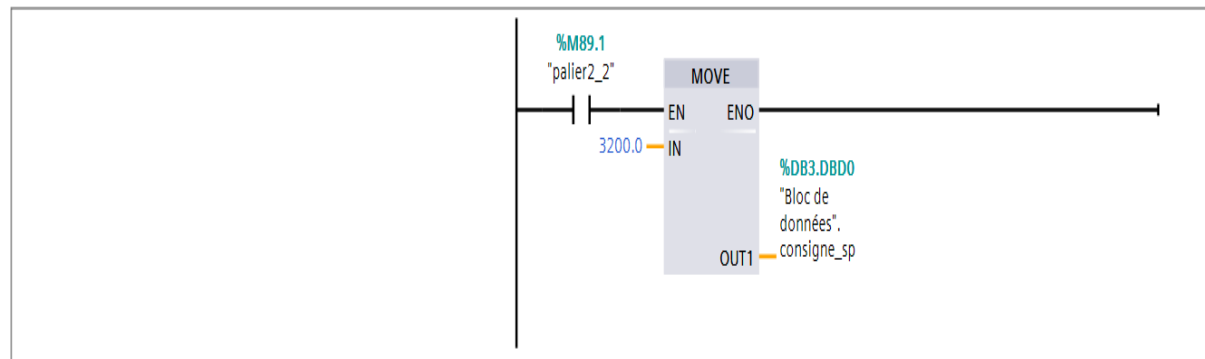 %M89.1
"palier2_2"
MOVE
EN ENO
3200.0 IN
%DB3.DBD0
"Bloc de
données".
OUT1 consigne_sp